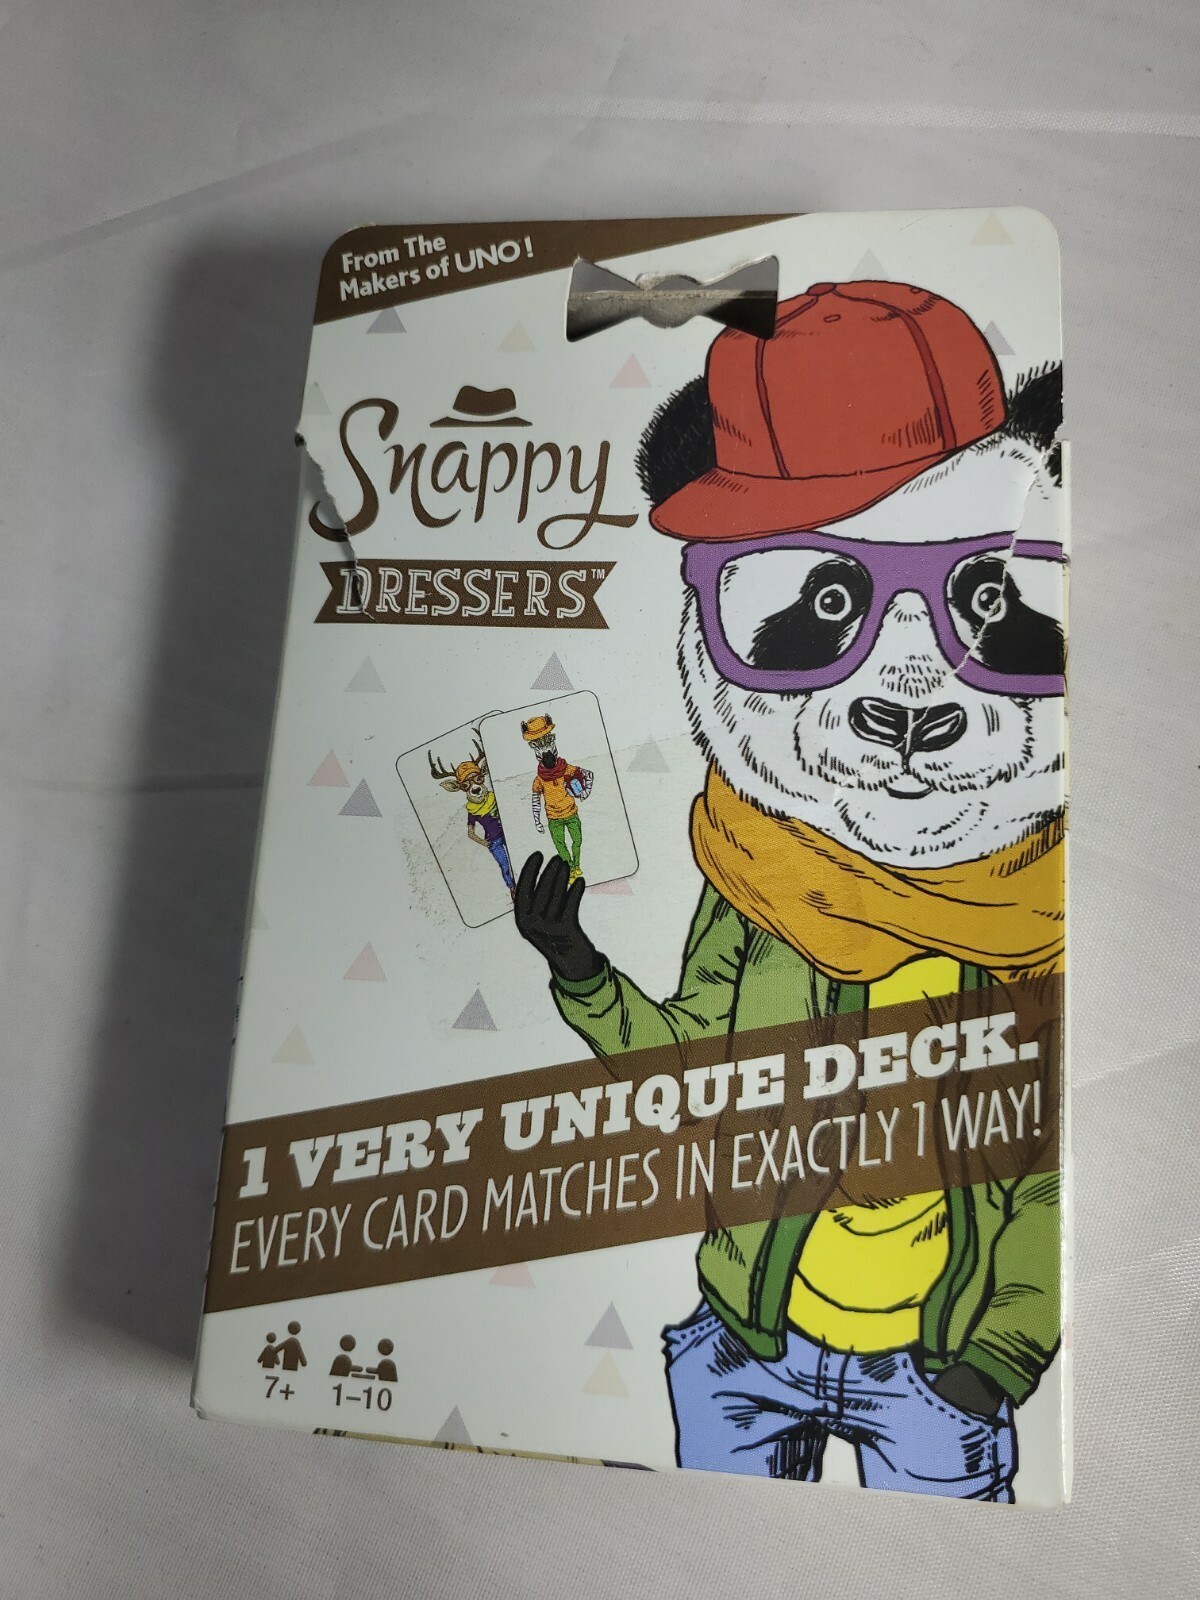 From The
Makers of UNO!
Snappy
DRESSERS™
1 VERY UNIQUE DECK.
EVERY CARD MATCHES IN EXACTLY 1 WAY!
7+ 1–10